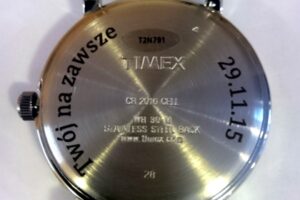 T2N791
TIMEX
CR 2016 CELL
WR 30 M
STAINLESS STEEL BACK
www.timex.com
28
Twój na zawsze
29.11.15